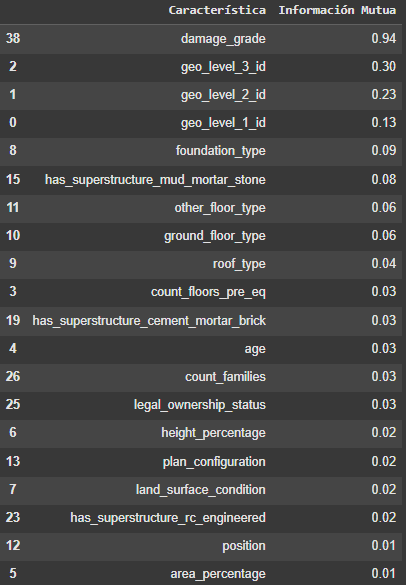 Característica Información Mutua
38 damage_grade 0.94
2 geo_level_3_id 0.30
1 geo_level_2_id 0.23
0 geo_level_1_id 0.13
8 foundation_type 0.09
15 has_superstructure_mud_mortar_stone 0.08
11 other_floor_type 0.06
10 ground_floor_type 0.06
9 roof_type 0.04
3 count_floors_pre_eq 0.03
19 has_superstructure_cement_mortar_brick 0.03
4 age 0.03
26 count_families 0.03
25 legal_ownership_status 0.03
6 height_percentage 0.02
13 plan_configuration 0.02
7 land_surface_condition 0.02
23 has_superstructure_rc_engineered 0.02
12 position 0.01
5 area_percentage 0.01